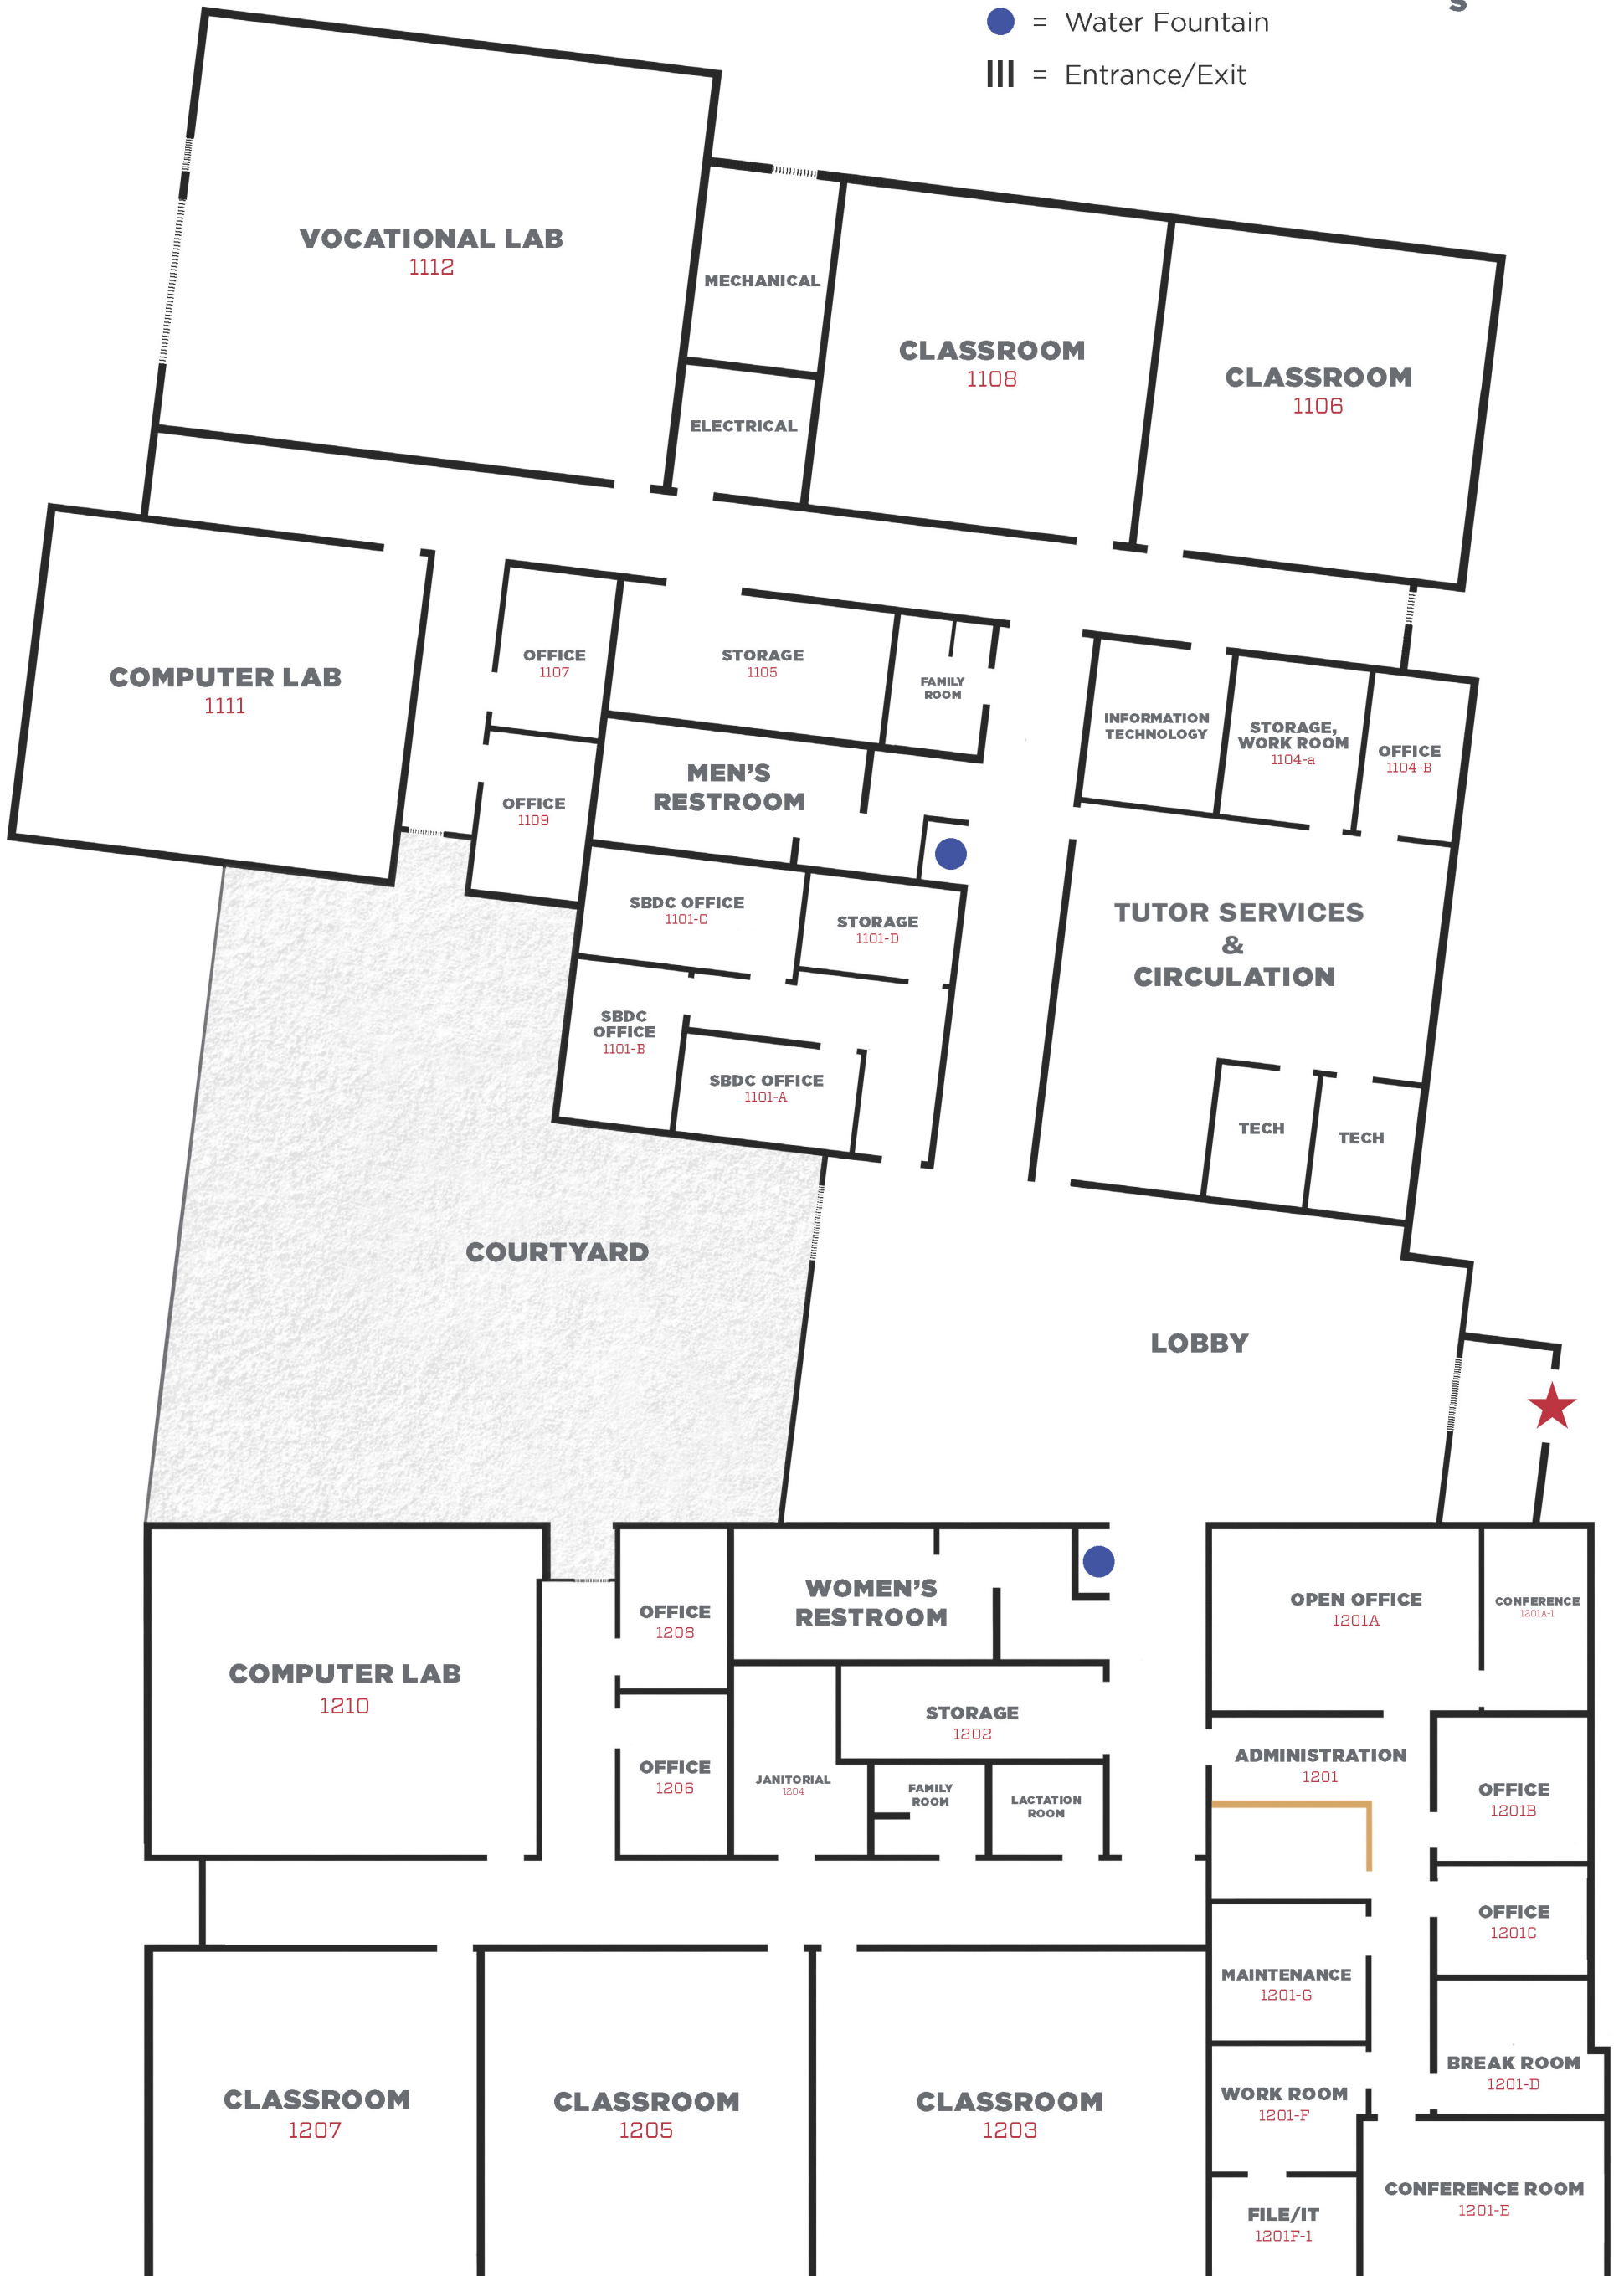 s
= Water Fountain
= Entrance/Exit
VOCATIONAL LAB
1112
MECHANICAL
ELECTRICAL
CLASSROOM
1108
CLASSROOM
1106
COMPUTER LAB
1111
OFFICE
1107
STORAGE
1105
FAMILY
ROOM
INFORMATION
TECHNOLOGY
STORAGE,
WORK ROOM
1104-a
OFFICE
1104-B
MEN'S
RESTROOM
OFFICE
1109
SBDC OFFICE
1101-C
STORAGE
1101-D
TUTOR SERVICES
&
CIRCULATION
SBDC
OFFICE
1101-B
SBDC OFFICE
1101-A
TECH
TECH
COURTYARD
LOBBY
COMPUTER LAB
1210
OFFICE
1208
WOMEN'S
RESTROOM
OPEN OFFICE
1201A
CONFERENCE
1201A-1
OFFICE
1206
JANITORIAL
1204
STORAGE
1202
FAMILY
ROOM
LACTATION
ROOM
ADMINISTRATION
1201
OFFICE
1201B
OFFICE
1201C
MAINTENANCE
1201-G
BREAK ROOM
1201-D
WORK ROOM
1201-F
CLASSROOM
1207
CLASSROOM
1205
CLASSROOM
1203
CONFERENCE ROOM
1201-E
FILE/IT
1201F-1